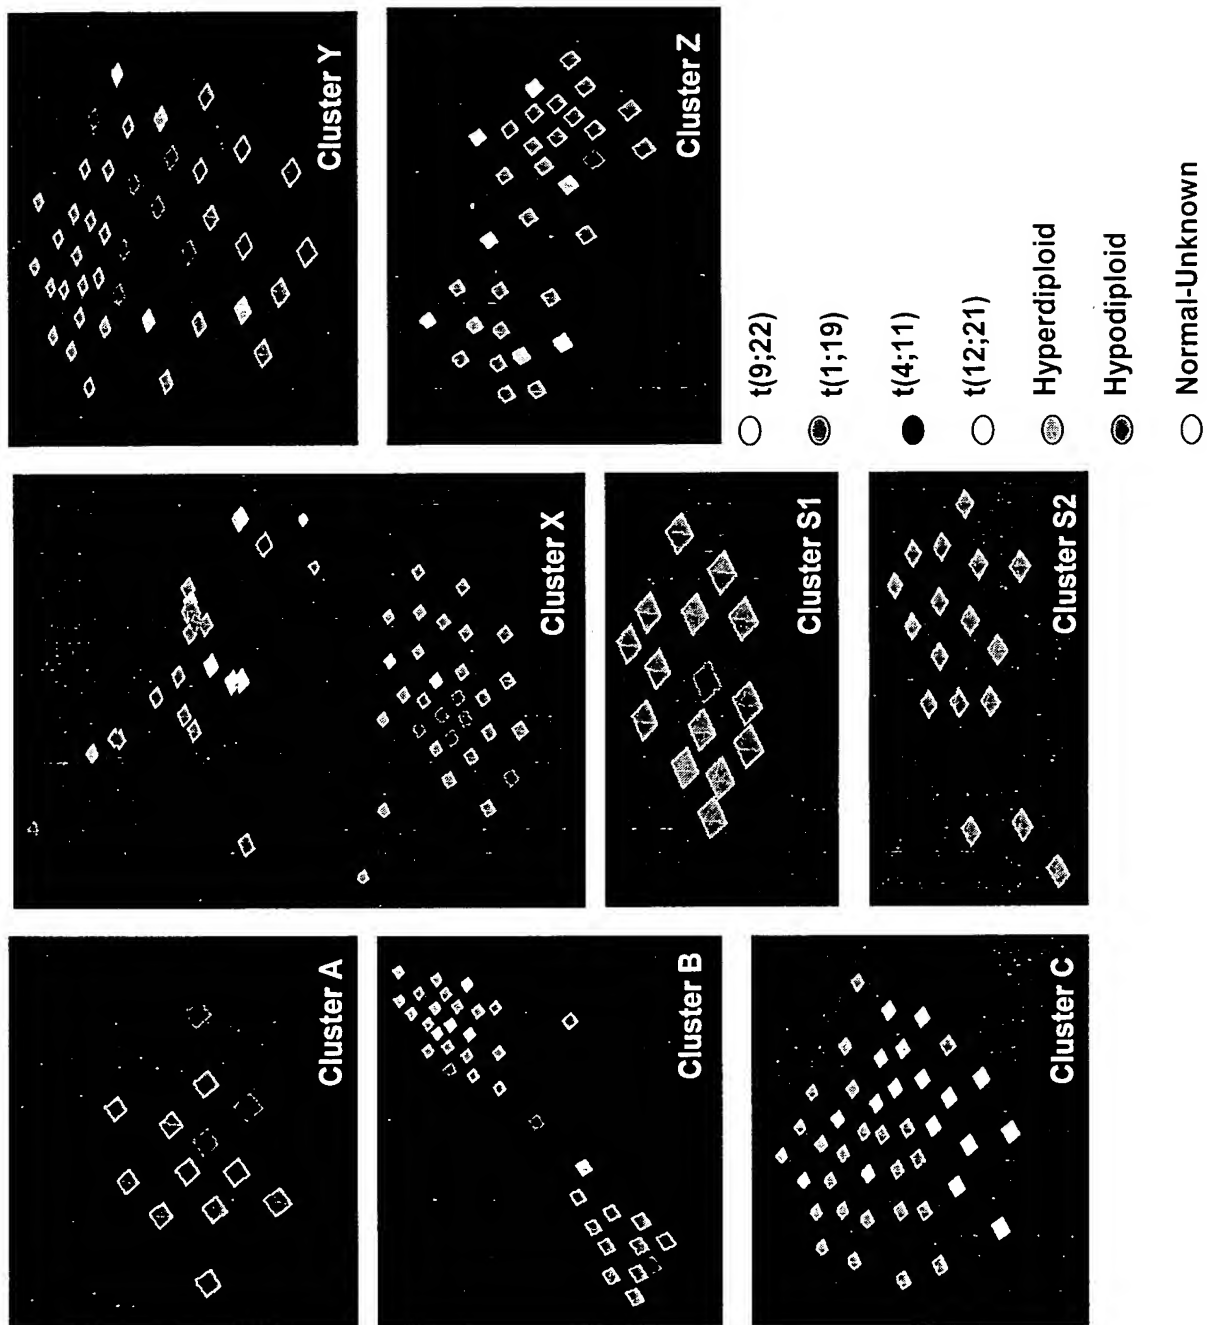 Cluster A
Cluster B
Cluster C
Cluster X
Cluster S1
Cluster S2
Cluster Y
Cluster Z
t(9;22)
t(1;19)
t(4;11)
t(12;21)
Hyperdiploid
Hypodiploid
Normal-Unknown